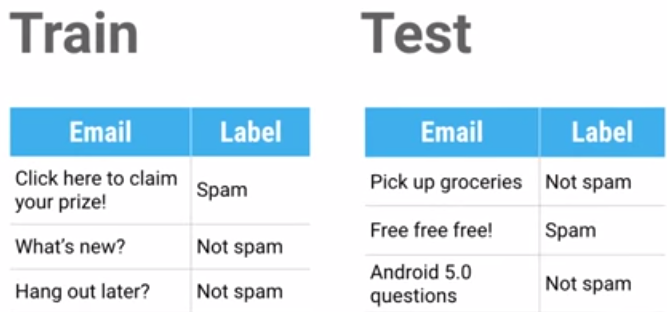 Train
Email Label
Click here to claim
your prize! Spam
What's new? Not spam
Hang out later? Not spam
Test
Email Label
Pick up groceries Not spam
Free free free! Spam
Android 5.0
questions Not spam